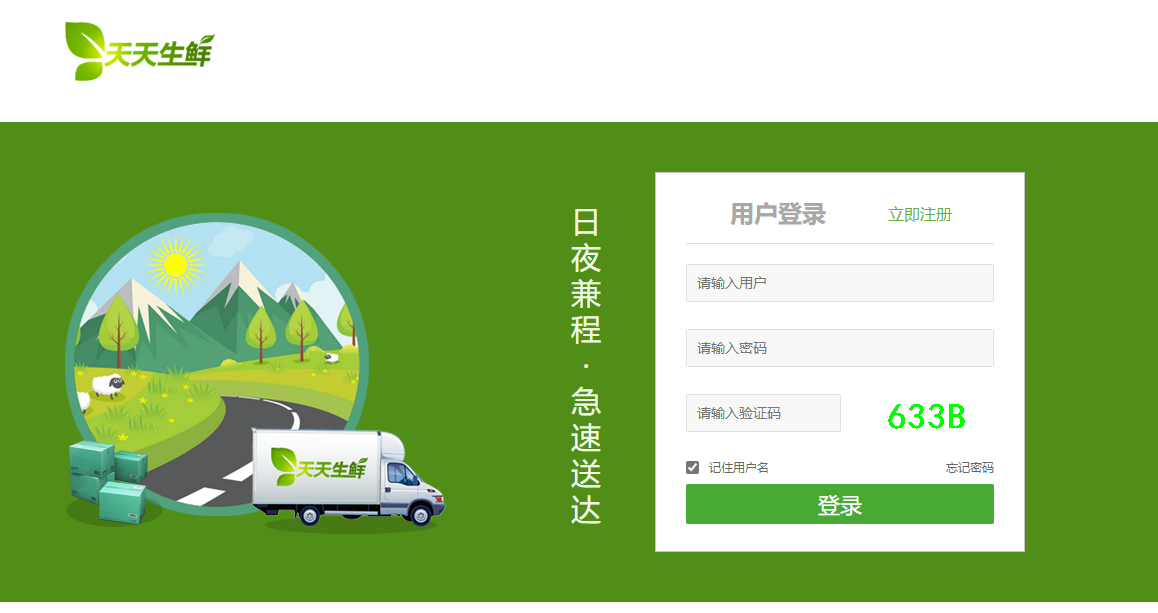 天天生鲜
日夜兼程·急速送达
用户登录
立即注册
请输入用户
请输入密码
请输入验证码
633B
记住用户名
忘记密码
登录
天天生鲜